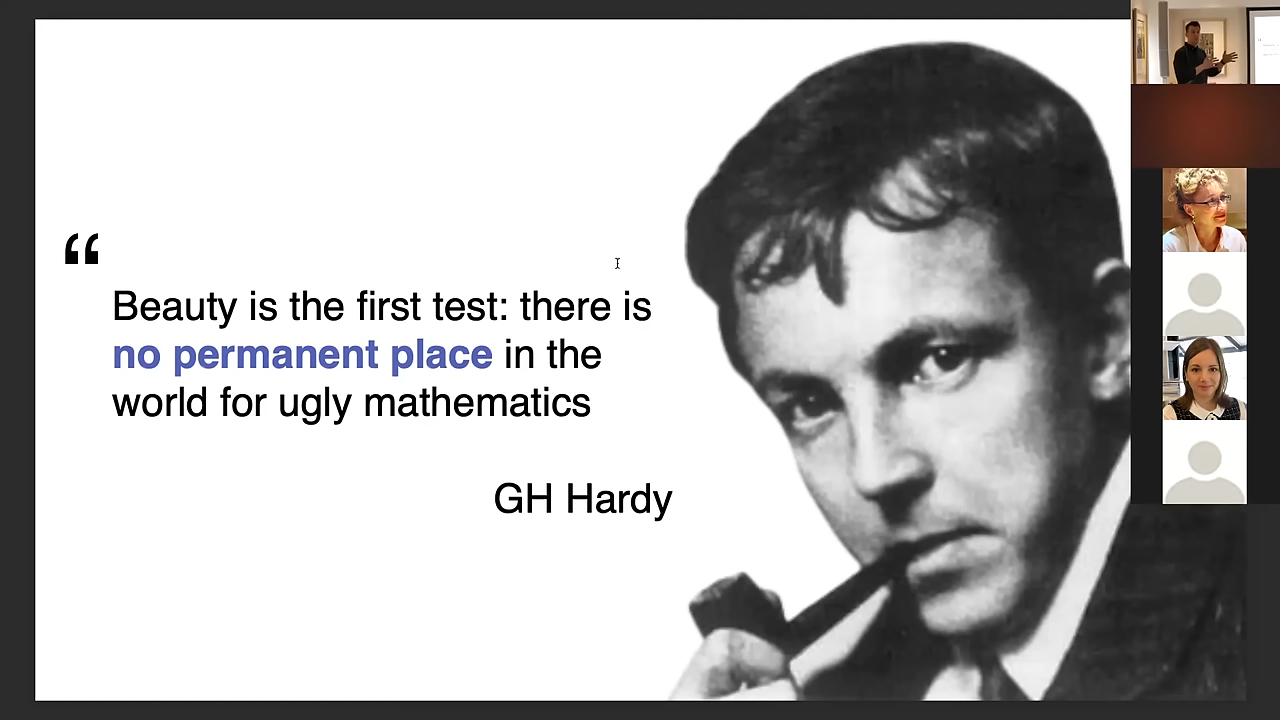 “
Beauty is the first test: there is
no permanent place in the
world for ugly mathematics
GH Hardy